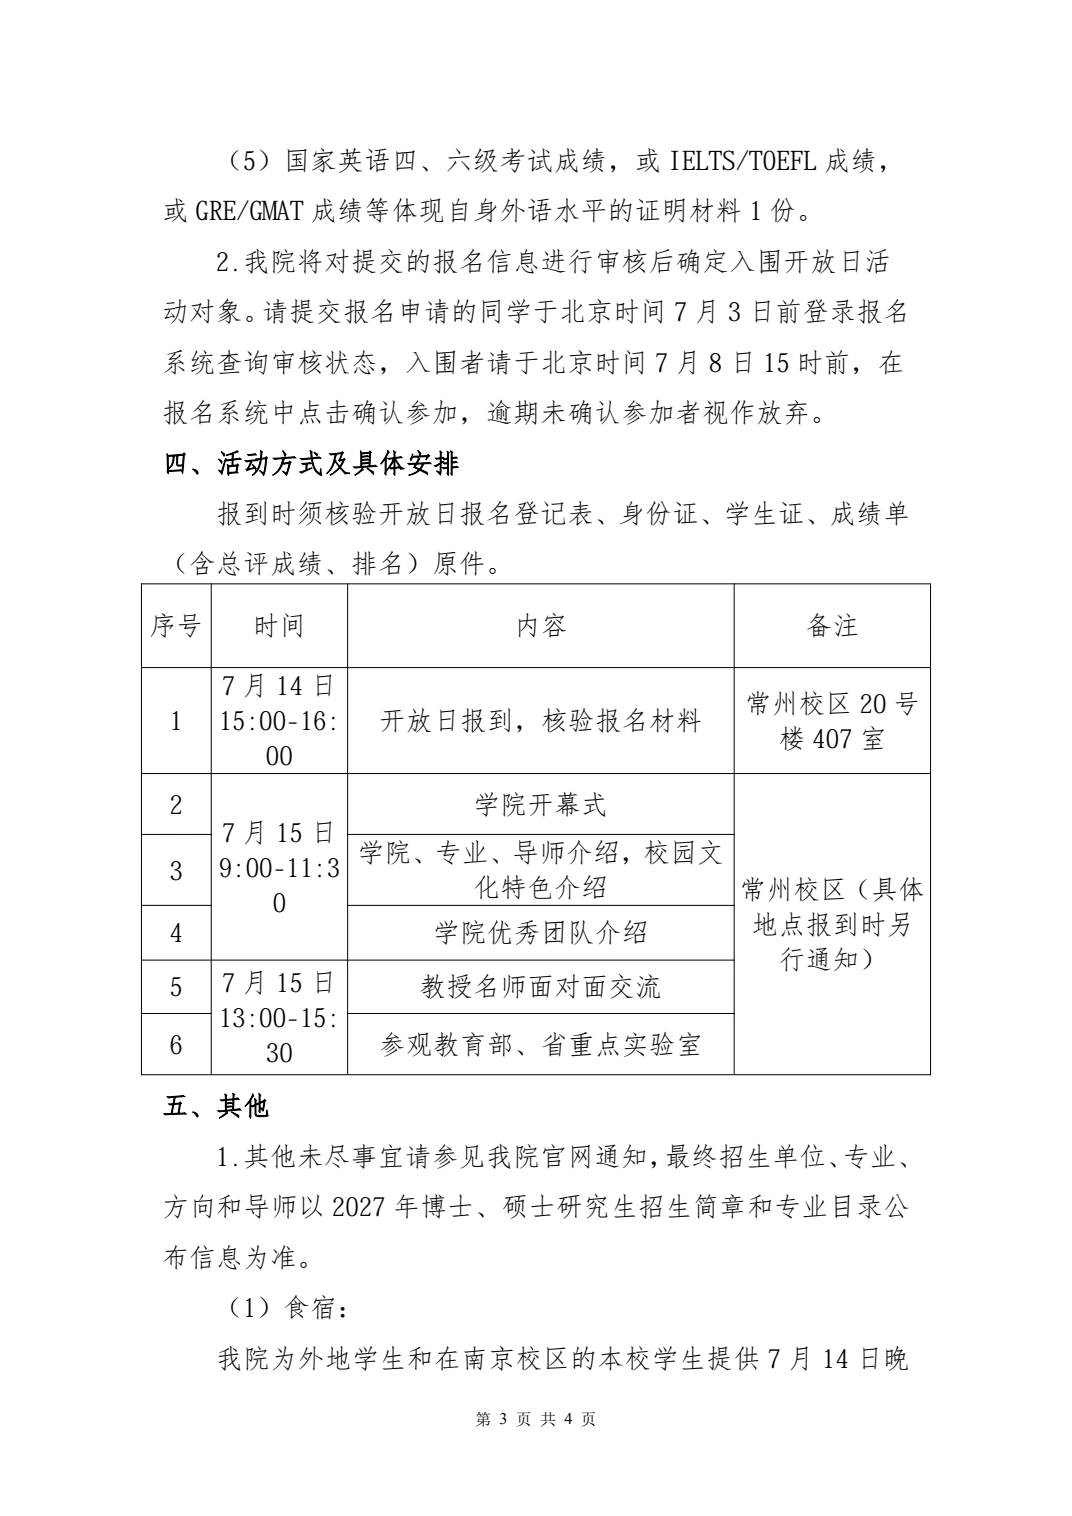 （5）国家英语四、六级考试成绩，或 IELTS/TOEFL 成绩，
或 GRE/GMAT 成绩等体现自身外语水平的证明材料 1 份。
2.我院将对提交的报名信息进行审核后确定入围开放日活
动对象。请提交报名申请的同学于北京时间 7 月 3 日前登录报名
系统查询审核状态，入围者请于北京时间 7 月 8 日 15 时前，在
报名系统中点击确认参加，逾期未确认参加者视作放弃。
四、活动方式及具体安排
报到时须核验开放日报名登记表、身份证、学生证、成绩单
（含总评成绩、排名）原件。
序号 时间 内容 备注
1
7 月 14 日
15:00-16:
00
开放日报到，核验报名材料
常州校区 20 号
楼 407 室
2
7 月 15 日
9:00-11:3
0
学院开幕式
3
学院、专业、导师介绍，校园文
化特色介绍
4
学院优秀团队介绍
常州校区（具体
地点报到时另
行通知）
5
7 月 15 日
13:00-15:
30
教授名师面对面交流
6
参观教育部、省重点实验室
五、其他
1.其他未尽事宜请参见我院官网通知，最终招生单位、专业、
方向和导师以 2027 年博士、硕士研究生招生简章和专业目录公
布信息为准。
（1）食宿：
我院为外地学生和在南京校区的本校学生提供 7 月 14 日晚
第 3 页 共 4 页